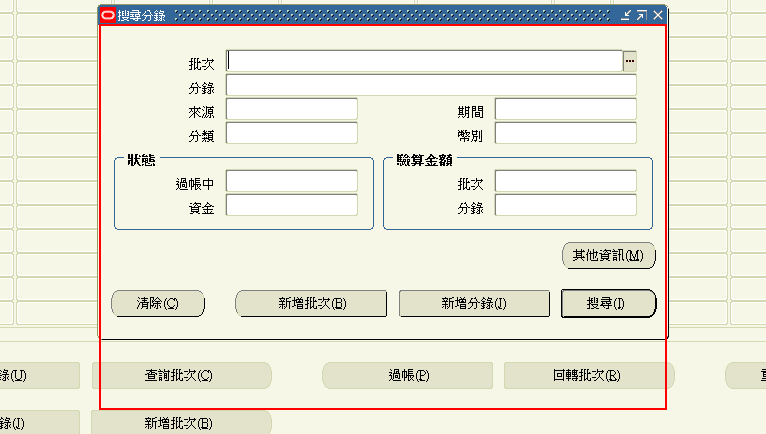 搜尋分錄
批次
分錄
來源 期間
分類 幣別
狀態 驗算金額
過帳中 批次
資金 分錄
其他資訊(M)
清除(C) 新增批次(B) 新增分錄(J) 搜尋(I)
錄(U) 查詢批次(C) 過帳(P) 回轉批次(R)
錄(J) 新增批次(B)